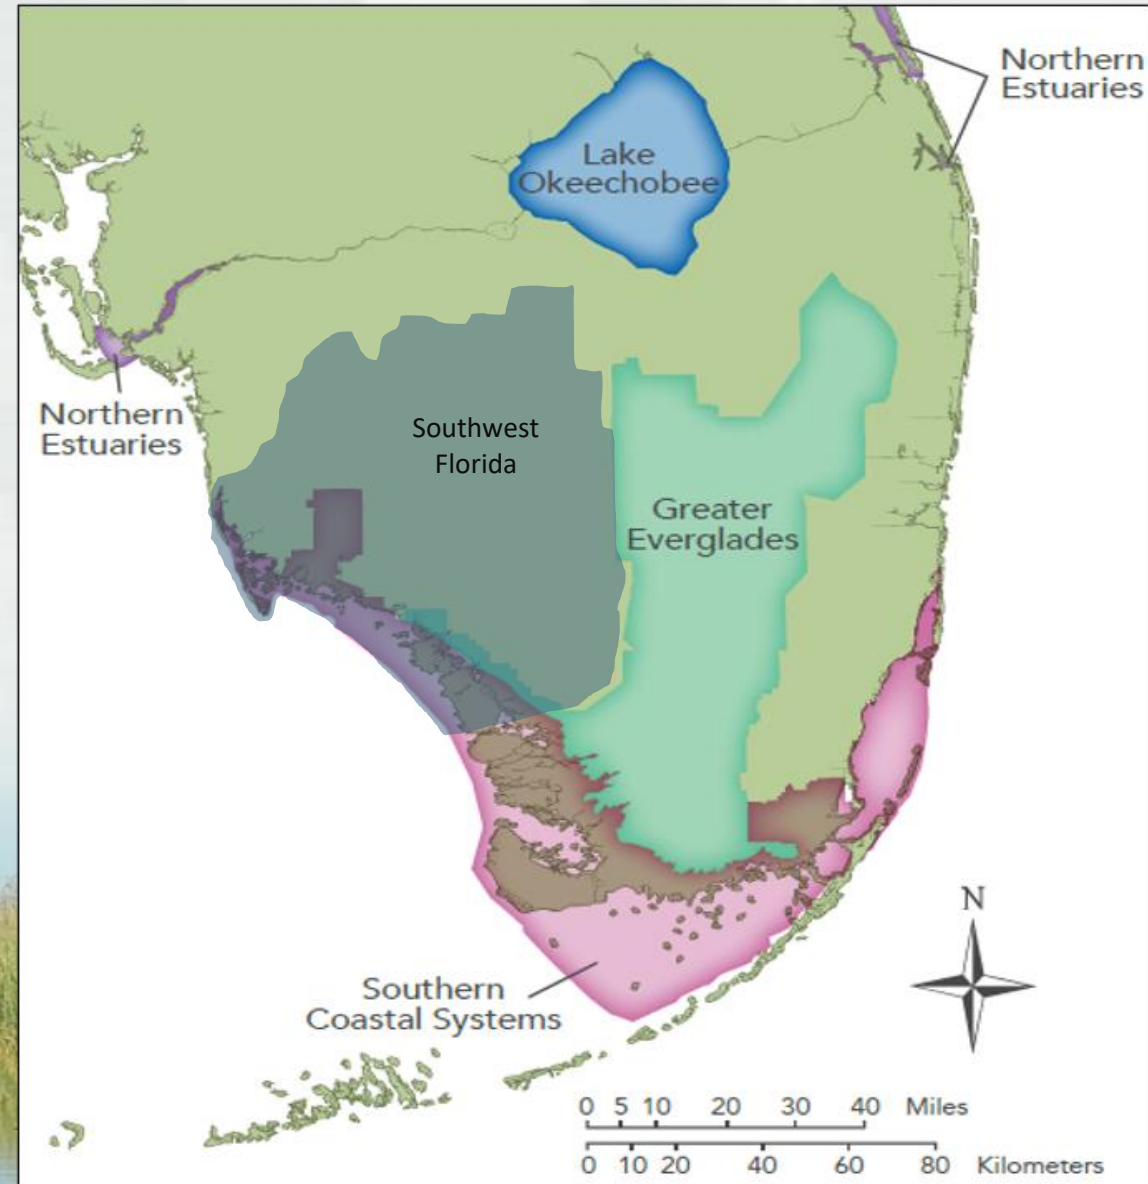 Northern
Estuaries
Lake
Okeechobee
Northern
Estuaries
Southwest
Florida
Greater
Everglades
Southern
Coastal Systems
N
0 5 10 20 30 40 Miles
0 10 20 40 60 80 Kilometers